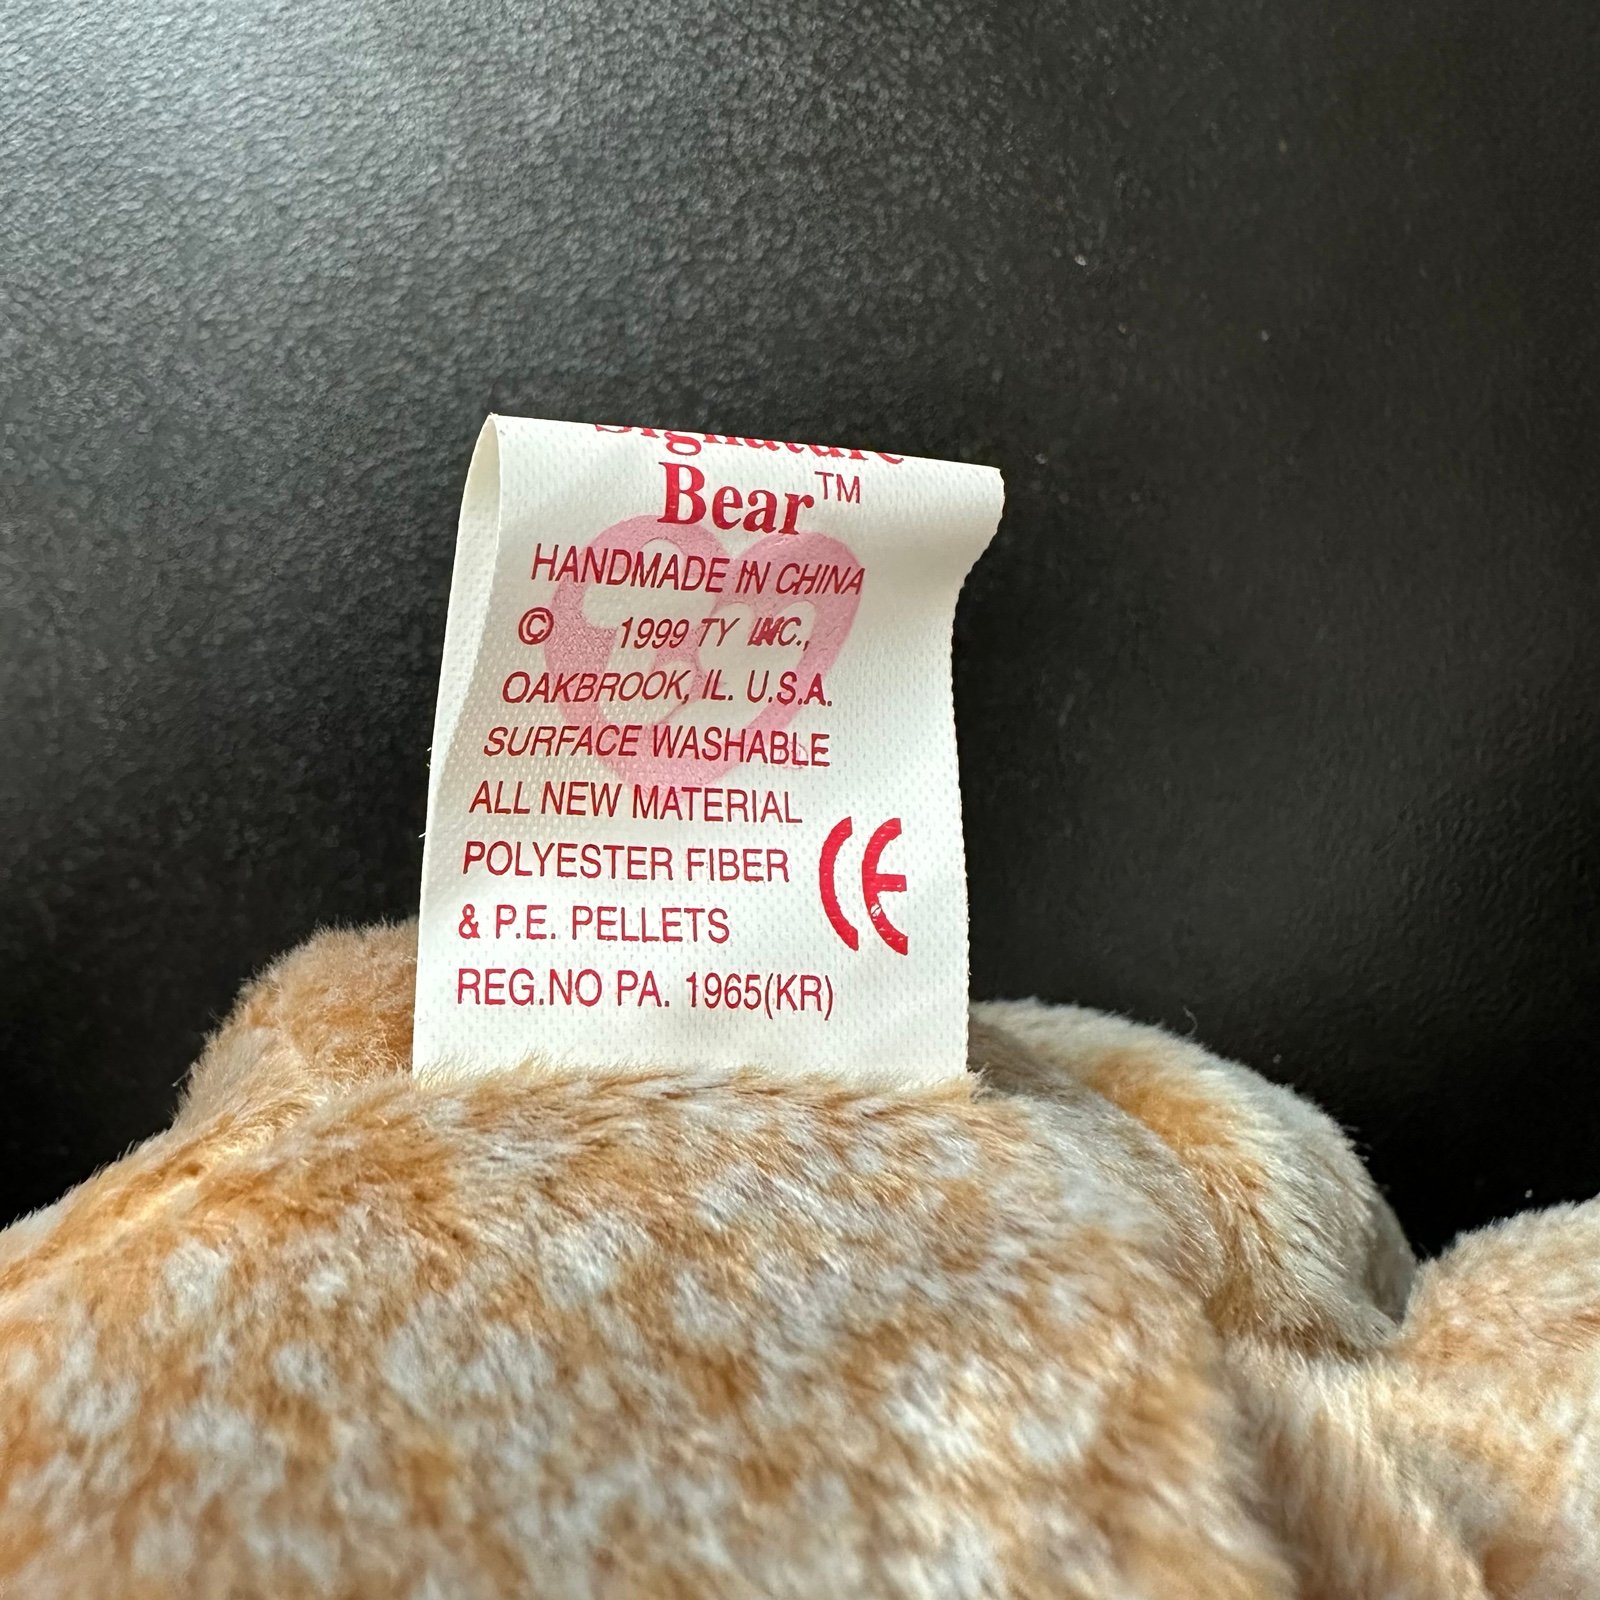 Signature
Bear™
HANDMADE IN CHINA
© 1999 TY INC.,
OAKBROOK, IL. U.S.A.
SURFACE WASHABLE
ALL NEW MATERIAL
POLYESTER FIBER
& P.E. PELLETS
REG.NO PA. 1965(KR)
CE